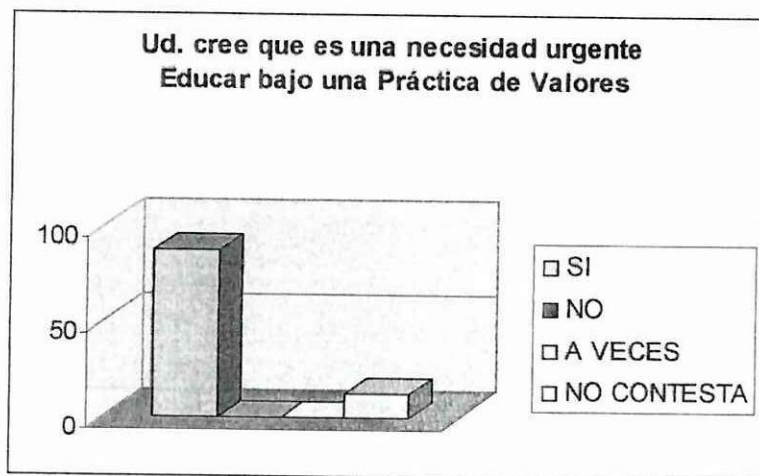 Ud. cree que es una necesidad urgente
Educar bajo una Práctica de Valores
100
50
0
SI
NO
A VECES
NO CONTESTA